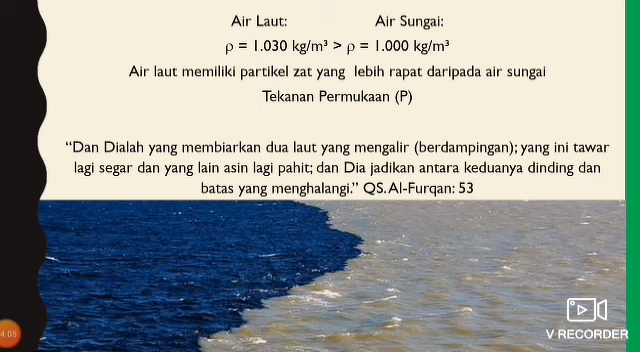 Air Laut: Air Sungai:
ρ = 1.030 kg/m³ > ρ = 1.000 kg/m³
Air laut memiliki partikel zat yang lebih rapat daripada air sungai
Tekanan Permukaan (P)
“Dan Dialah yang membiarkan dua laut yang mengalir (berdampingan); yang ini tawar
lagi segar dan yang lain asin lagi pahit; dan Dia jadikan antara keduanya dinding dan
batas yang menghalangi.” QS. Al-Furqan: 53
4.05
V RECORDER